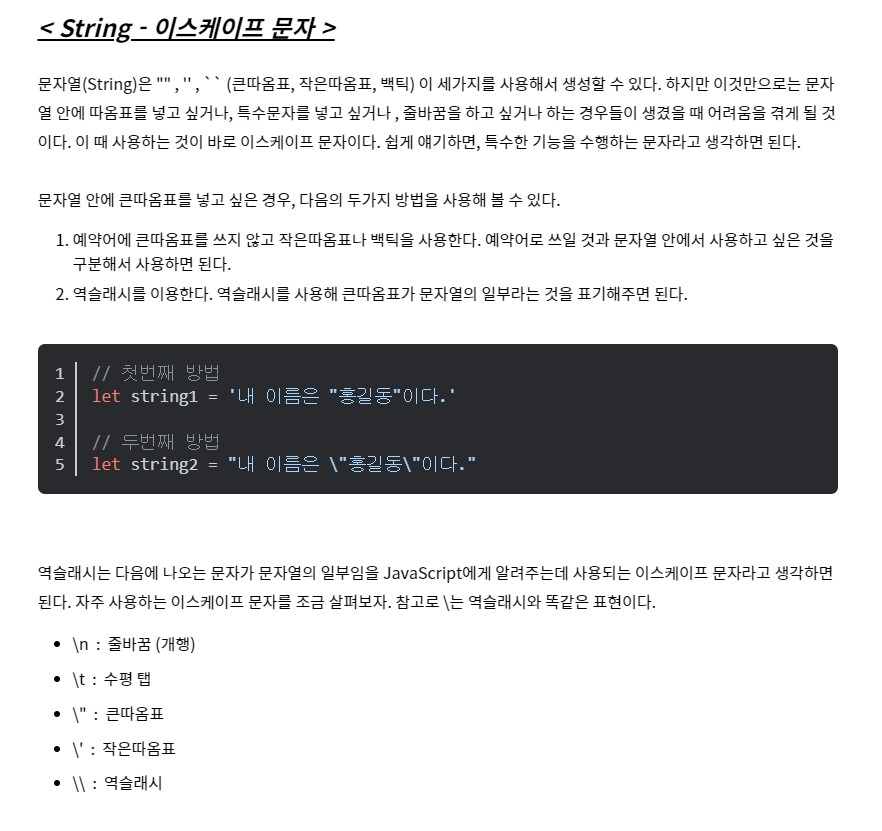 < String - 이스케이프 문자 >
문자열(String)은 "" , '' , `` (큰따옴표, 작은따옴표, 백틱) 이 세가지를 사용해서 생성할 수 있다. 하지만 이것만으로는 문자
열 안에 따옴표를 넣고 싶거나, 특수문자를 넣고 싶거나 , 줄바꿈을 하고 싶거나 하는 경우들이 생겼을 때 어려움을 겪게 될 것
이다. 이 때 사용하는 것이 바로 이스케이프 문자이다. 쉽게 얘기하면, 특수한 기능을 수행하는 문자라고 생각하면 된다.
문자열 안에 큰따옴표를 넣고 싶은 경우, 다음의 두가지 방법을 사용해 볼 수 있다.
1. 예약어에 큰따옴표를 쓰지 않고 작은따옴표나 백틱을 사용한다. 예약어로 쓰일 것과 문자열 안에서 사용하고 싶은 것을
구분해서 사용하면 된다.
2. 역슬래시를 이용한다. 역슬래시를 사용해 큰따옴표가 문자열의 일부라는 것을 표기해주면 된다.
1 // 첫번째 방법
2 let string1 = '내 이름은 "홍길동"이다.'
3
4 // 두번째 방법
5 let string2 = "내 이름은 \"홍길동\"이다."
역슬래시는 다음에 나오는 문자가 문자열의 일부임을 JavaScript에게 알려주는데 사용되는 이스케이프 문자라고 생각하면
된다. 자주 사용하는 이스케이프 문자를 조금 살펴보자. 참고로 \는 역슬래시와 똑같은 표현이다.
• \n : 줄바꿈 (개행)
• \t : 수평 탭
• \" : 큰따옴표
• \' : 작은따옴표
• \\ : 역슬래시